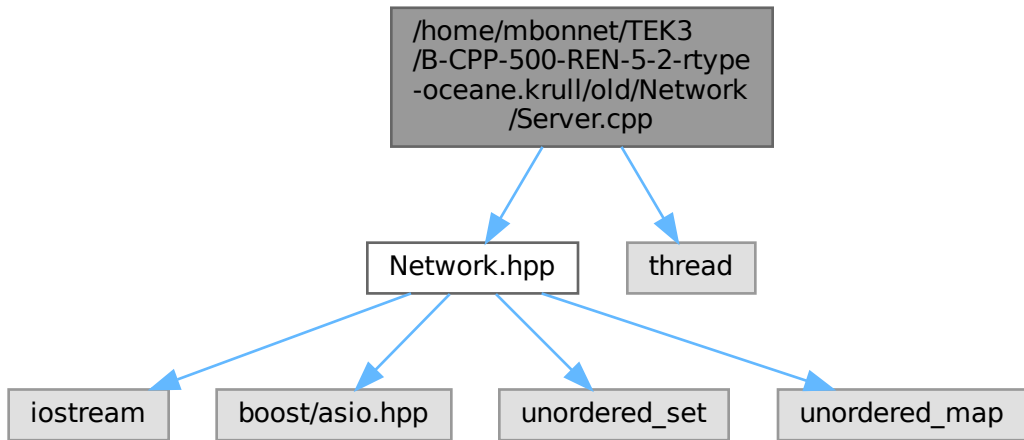 /home/mbonnet/TEK3
/B-CPP-500-REN-5-2-rtype
-oceane.krull/old/Network
/Server.cpp
Network.hpp
thread
iostream
boost/asio.hpp
unordered_set
unordered_map